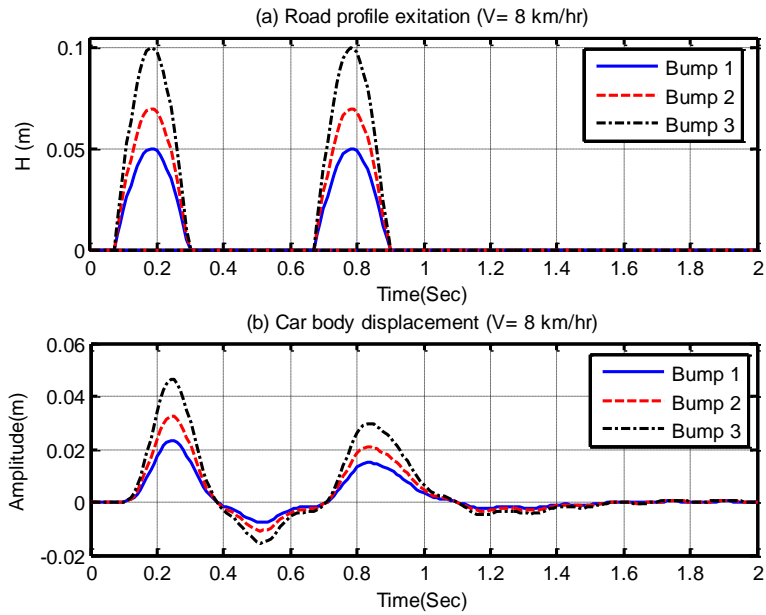 (a) Road profile exitation (V= 8 km/hr)
0.1
0.05
0
H (m)
Bump 1
Bump 2
Bump 3
0 0.2 0.4 0.6 0.8 1 1.2 1.4 1.6 1.8 2
Time(Sec)
(b) Car body displacement (V= 8 km/hr)
0.06
0.04
0.02
0
-0.02
Amplitude(m)
Bump 1
Bump 2
Bump 3
0 0.2 0.4 0.6 0.8 1 1.2 1.4 1.6 1.8 2
Time(Sec)